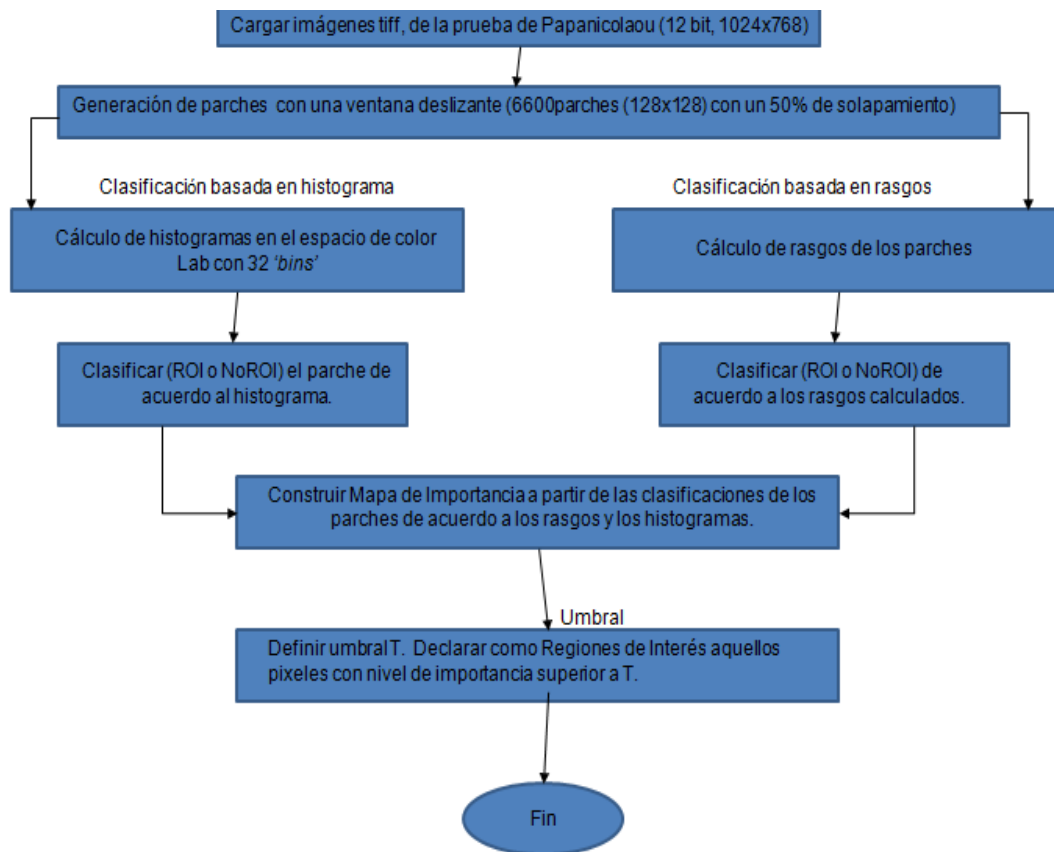 Cargar imágenes tiff, de la prueba de Papanicolaou (12 bit, 1024x768)
Generación de parches con una ventana deslizante (6600parches (128x128) con un 50% de solapamiento)
Clasificación basada en histograma
Clasificación basada en rasgos
Cálculo de histogramas en el espacio de color
Lab con 32 ‘bins’
Cálculo de rasgos de los parches
Clasificar (ROI o NoROI) el parche de
acuerdo al histograma.
Clasificar (ROI o NoROI) de
acuerdo a los rasgos calculados.
Construir Mapa de Importancia a partir de las clasificaciones de los
parches de acuerdo a los rasgos y los histogramas.
Umbral
Definir umbral T. Declarar como Regiones de Interés aquellos
pixeles con nivel de importancia superior a T.
Fin